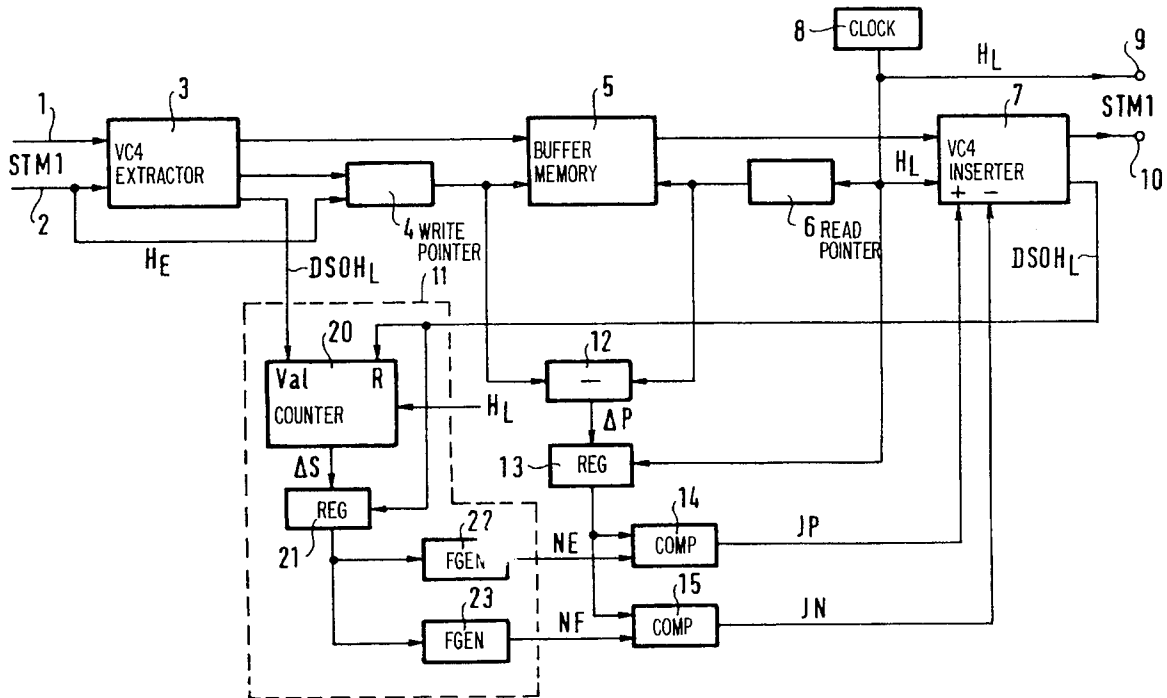 8
CLOCK
H_L
9
1
3
5
7
STM1
STM1
VC4
EXTRACTOR
BUFFER
MEMORY
VC4
INSERTER
+ −
H_L
10
2
4 WRITE
POINTER
6 READ
POINTER
H_E
DSOH_L
DSOH_L
11
20
12
Val R
COUNTER
−
H_L
ΔP
ΔS
13
REG
REG
21
14
COMP
JP
22
FGEN
NE
15
COMP
JN
23
FGEN
NF